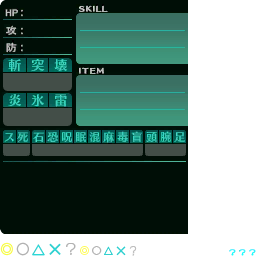 HP:
SKILL
攻:
防:
斬 突 壊
ITEM
炎 氷 雷
ス 死 石 恐 呪 眠 混 麻 毒 盲 頭 腕 足
◎ ○ △ × ? ◎ ○ △ × ?
? ? ?